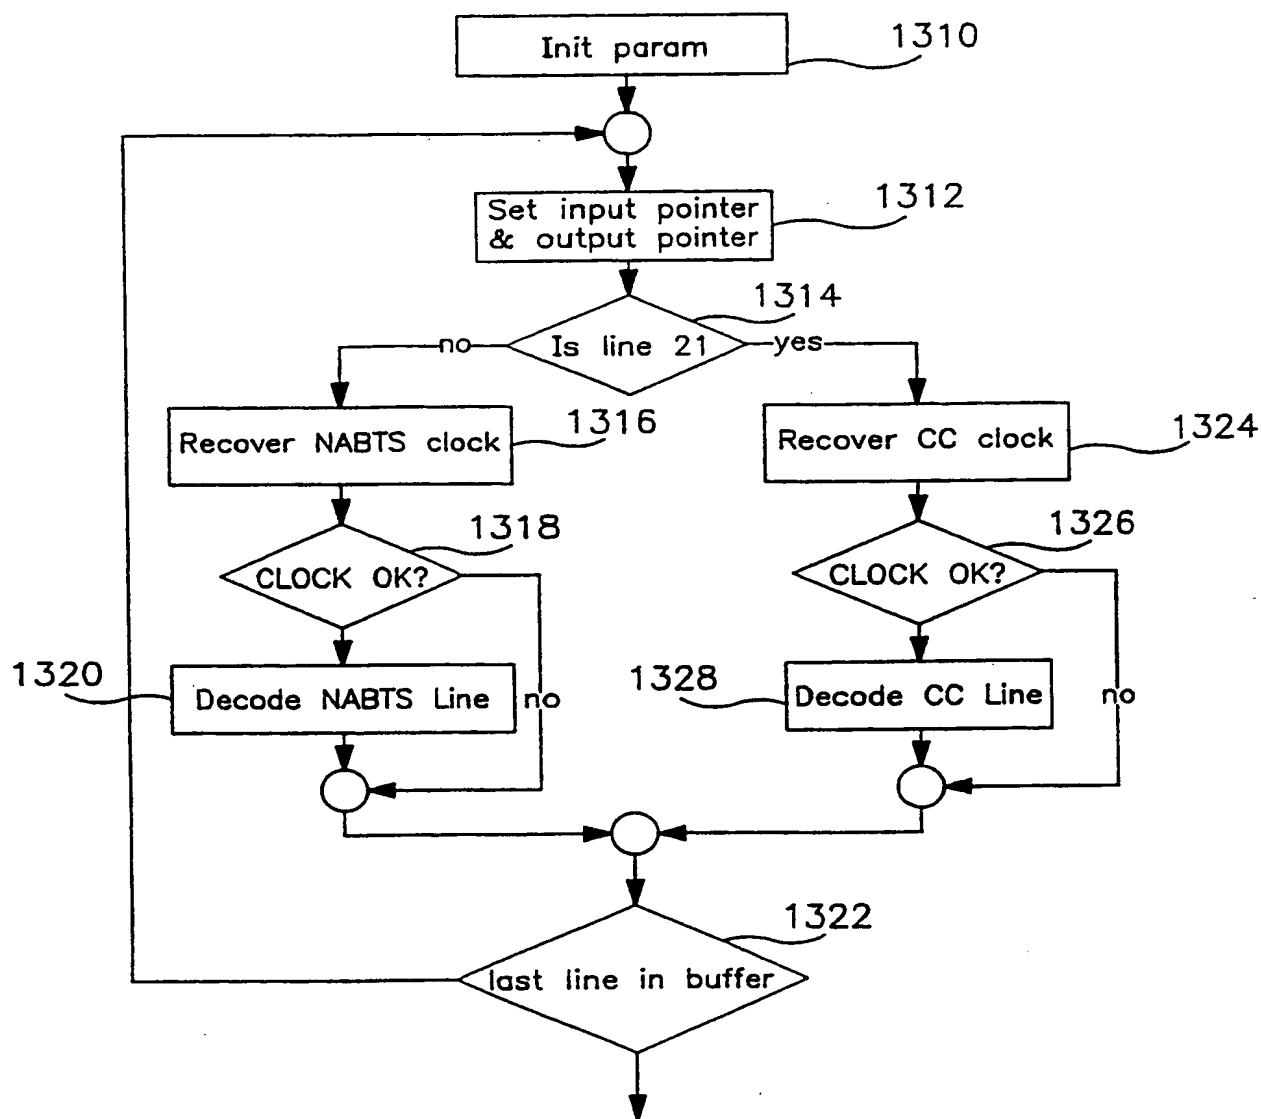 Init param
1310
Set input pointer
& output pointer
1312
Is line 21
1314
no
yes
Recover NABTS clock
1316
Recover CC clock
1324
CLOCK OK?
1318
CLOCK OK?
1326
1320
Decode NABTS Line
no
1328
Decode CC Line
no
last line in buffer
1322